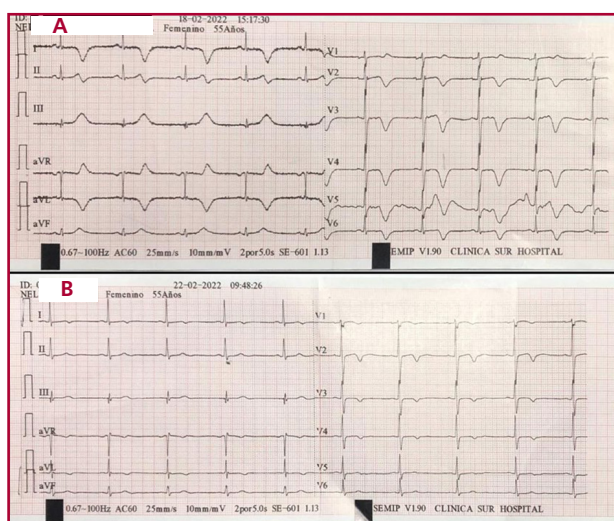 A
ID:
18-02-2022 15:17:30
NEL
Femenino 55Años
I
V1
II
V2
III
V3
aVR
V4
aVL
V5
aVF
V6
0.67~100Hz AC60 25mm/s 10mm/mV 2por5.0s SE-601 1.13
SEMIP V1.90 CLINICA SUR HOSPITAL
B
ID:
22-02-2022 09:48:26
NEL
Femenino 55Años
I
V1
II
V2
III
V3
aVR
V4
aVL
V5
aVF
V6
0.67~100Hz AC60 25mm/s 10mm/mV 2por5.0s SE-601 1.13
SEMIP V1.90 CLINICA SUR HOSPITAL